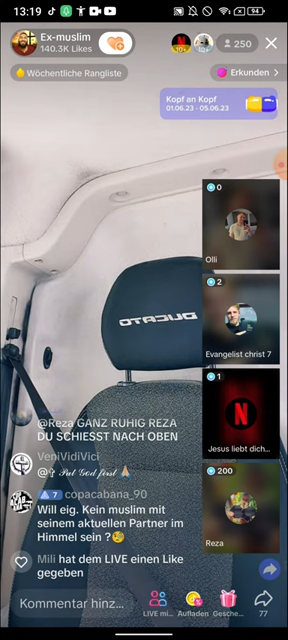 13:19
94
Ex-muslim
140.3K Likes
10+
10+
250
Wöchentliche Rangliste
Erkunden >
Kopf an Kopf
01.06.23 - 05.06.23
0
Olli
DUCATO
2
Evangelist christ 7
1
N
Jesus liebt dich...
@Reza GANZ RUHIG REZA
DU SCHIESST NACH OBEN
VeniVidiVici
@✞ 𝒫𝓊𝓉 𝒢𝑜𝒹 𝒻𝒾𝓇𝓈𝓉 🙏
7 copacabana_90
Will eig. Kein muslim mit
seinem aktuellen Partner im
Himmel sein ?🧐
200
Reza
Mili hat dem LIVE einen Like
gegeben
Kommentar hinz...
LIVE mi...
Aufladen
Gesche...
77